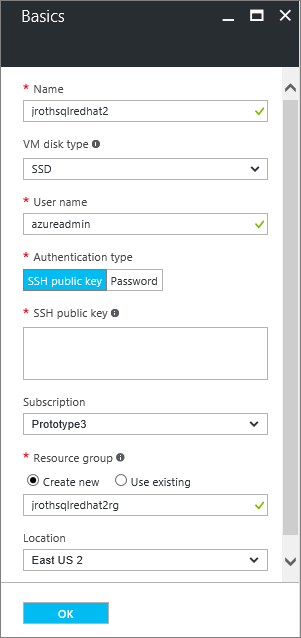 Basics
* Name
jrothsqlredhat2
VM disk type
SSD
* User name
azureadmin
* Authentication type
SSH public key Password
* SSH public key
Subscription
Prototype3
* Resource group
Create new Use existing
jrothsqlredhat2rg
Location
East US 2
OK